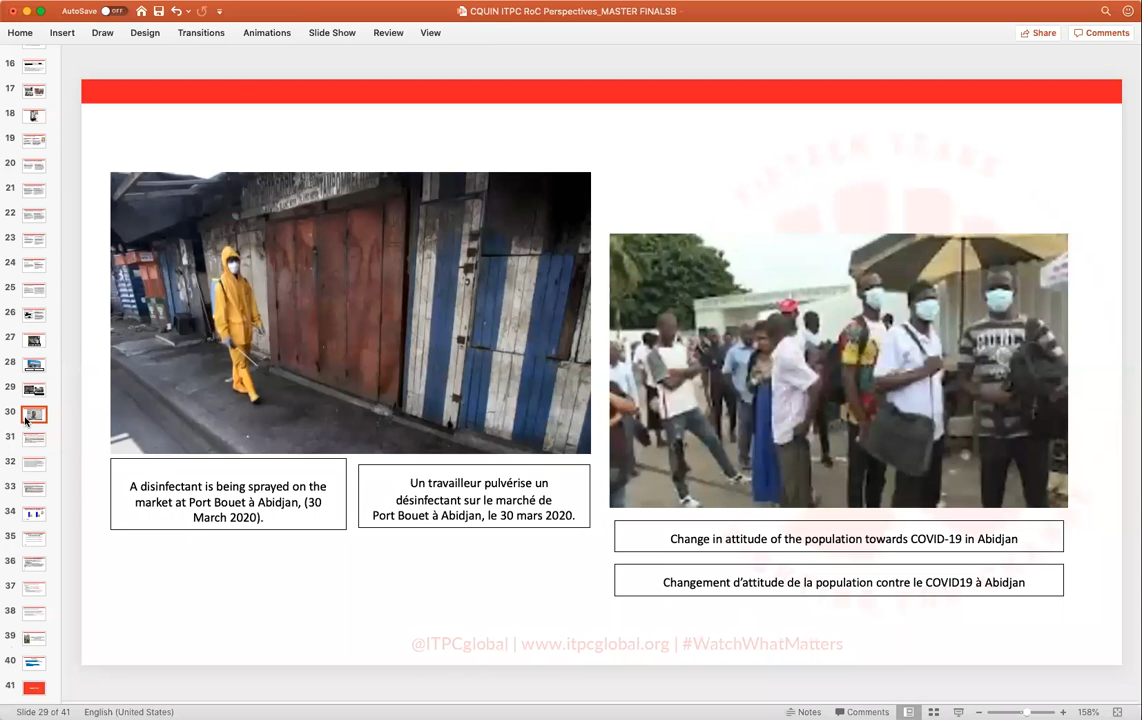 AutoSave OFF
CQUIN ITPC RoC Perspectives_MASTER FINALSB
Home Insert Draw Design Transitions Animations Slide Show Review View Share Comments
16
17
18
19
20
21
22
23
24
25
26
27
28
29
30
31
32
33
34
35
36
37
38
39
40
41
A disinfectant is being sprayed on the
market at Port Bouet à Abidjan, (30
March 2020).
Un travailleur pulvérise un
désinfectant sur le marché de
Port Bouet à Abidjan, le 30 mars 2020.
Change in attitude of the population towards COVID-19 in Abidjan
Changement d'attitude de la population contre le COVID19 à Abidjan
@ITPCglobal | www.itpcglobal.org | #WatchWhatMatters
Slide 29 of 41 English (United States) Notes Comments 158%